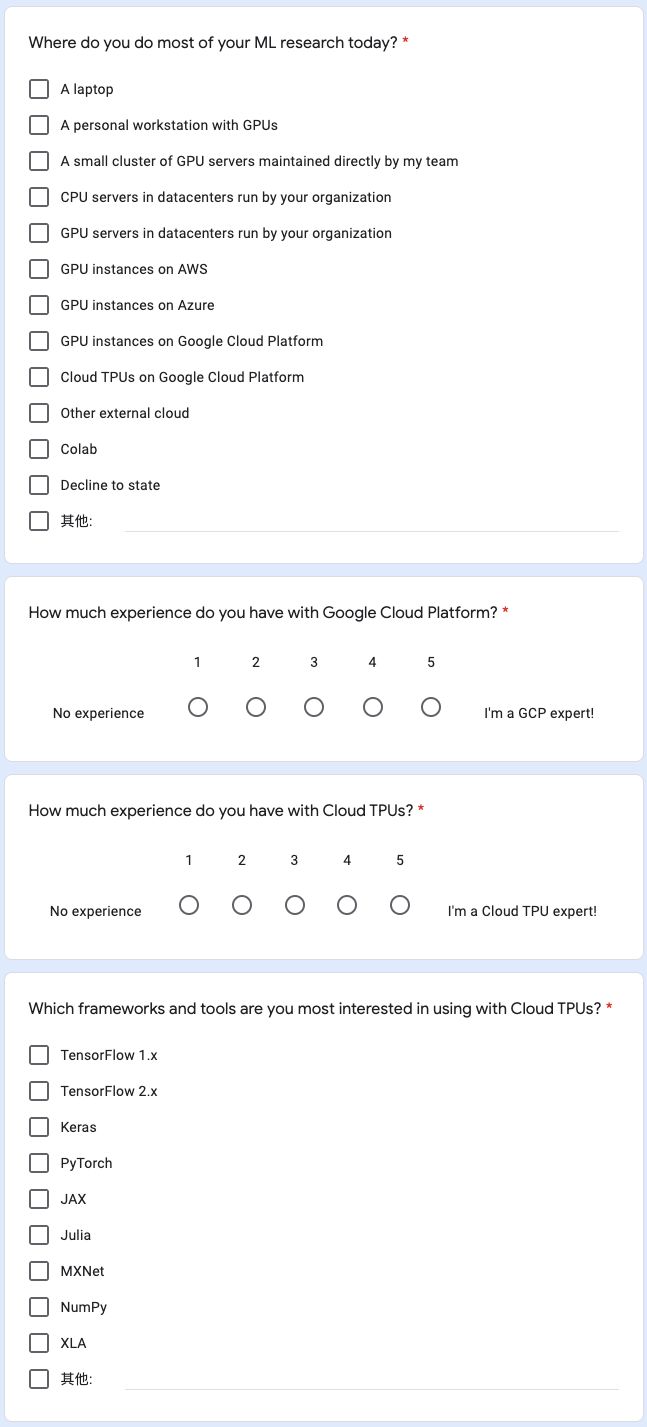 Where do you do most of your ML research today? *
A laptop
A personal workstation with GPUs
A small cluster of GPU servers maintained directly by my team
CPU servers in datacenters run by your organization
GPU servers in datacenters run by your organization
GPU instances on AWS
GPU instances on Azure
GPU instances on Google Cloud Platform
Cloud TPUs on Google Cloud Platform
Other external cloud
Colab
Decline to state
其他:
How much experience do you have with Google Cloud Platform? *
1 2 3 4 5
No experience I'm a GCP expert!
How much experience do you have with Cloud TPUs? *
1 2 3 4 5
No experience I'm a Cloud TPU expert!
Which frameworks and tools are you most interested in using with Cloud TPUs? *
TensorFlow 1.x
TensorFlow 2.x
Keras
PyTorch
JAX
Julia
MXNet
NumPy
XLA
其他: